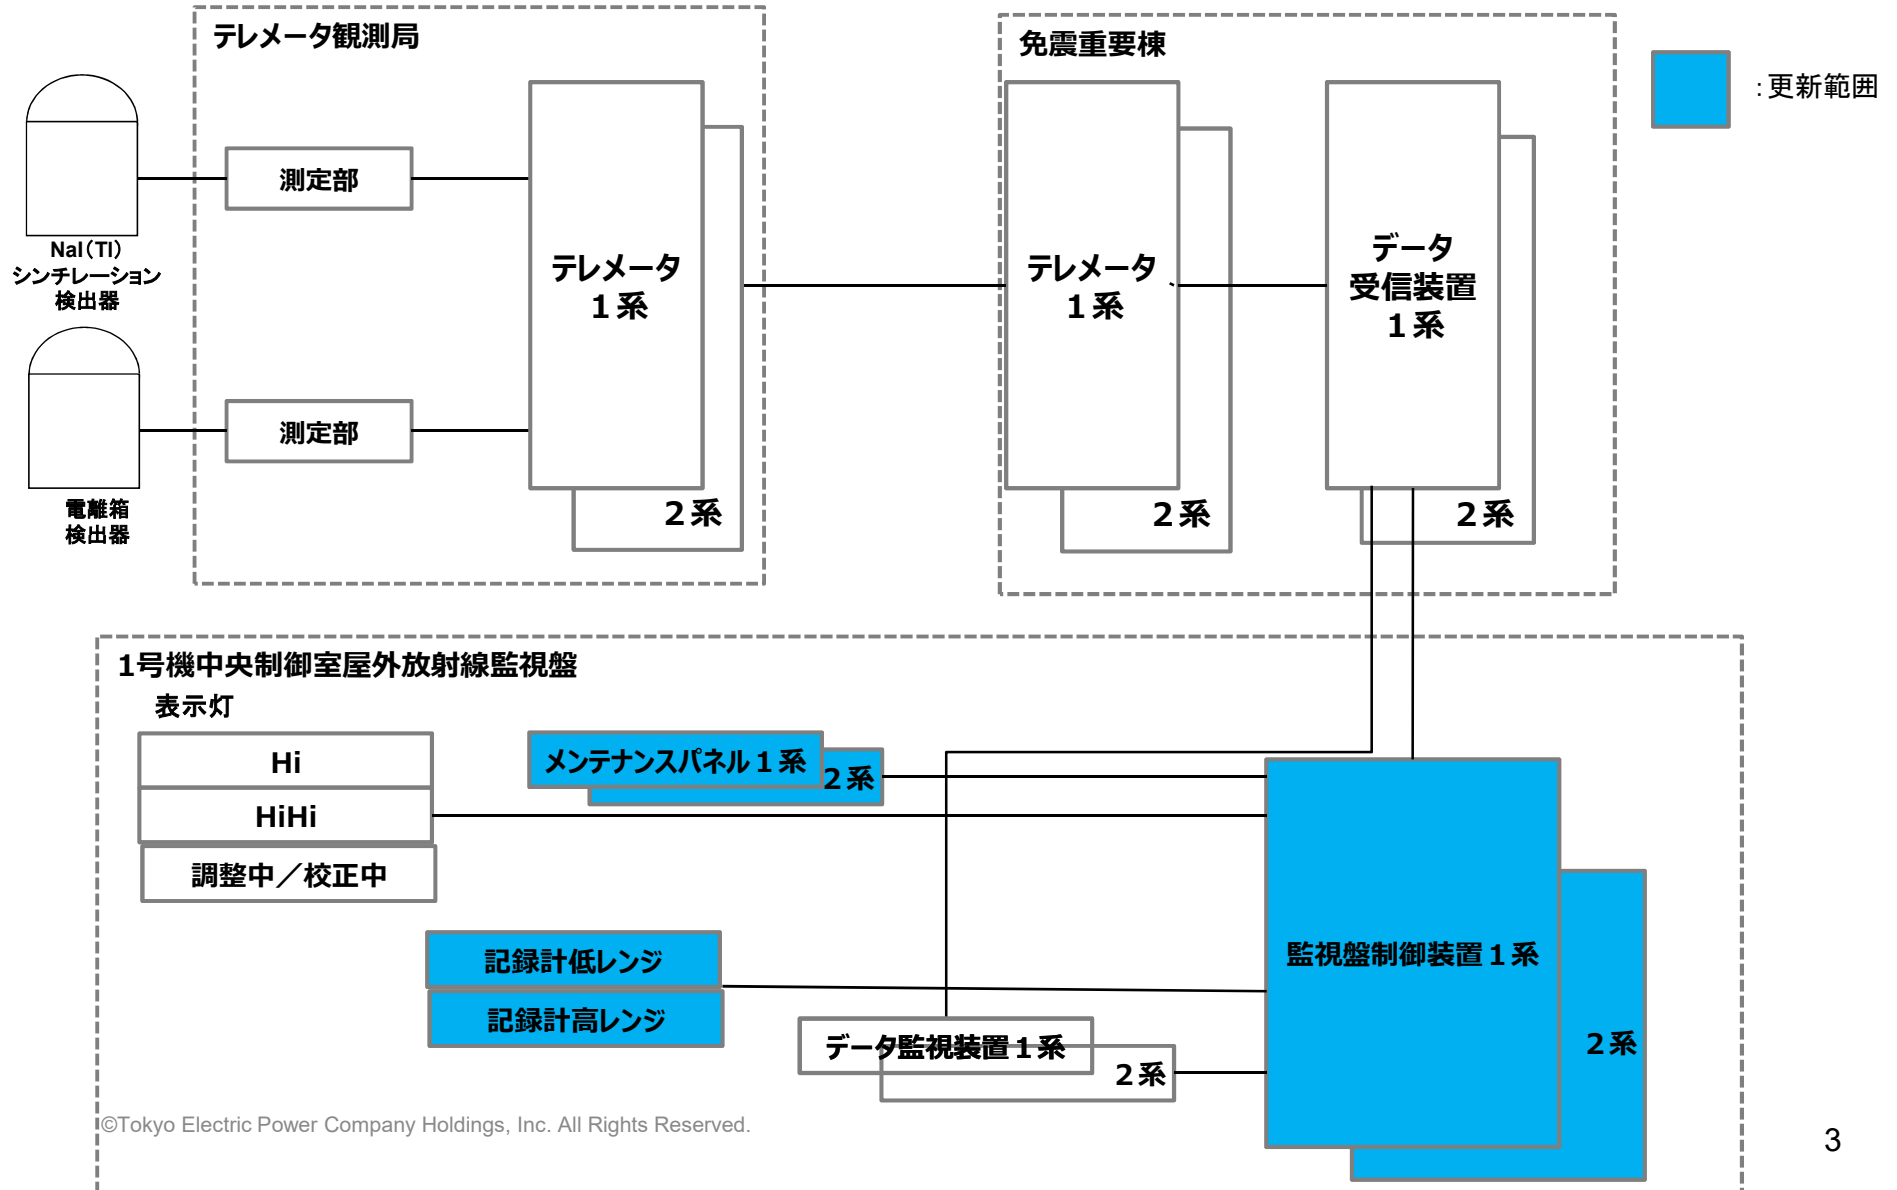 テレメータ観測局
免震重要棟
：更新範囲
測定部
NaI（Tl）
シンチレーション
検出器
テレメータ
１系
２系
テレメータ
１系
２系
データ
受信装置
１系
２系
測定部
電離箱
検出器
1号機中央制御室屋外放射線監視盤
表示灯
Hi
HiHi
調整中／校正中
メンテナンスパネル１系
２系
記録計低レンジ
記録計高レンジ
データ監視装置１系
２系
監視盤制御装置１系
２系
©Tokyo Electric Power Company Holdings, Inc. All Rights Reserved.
3